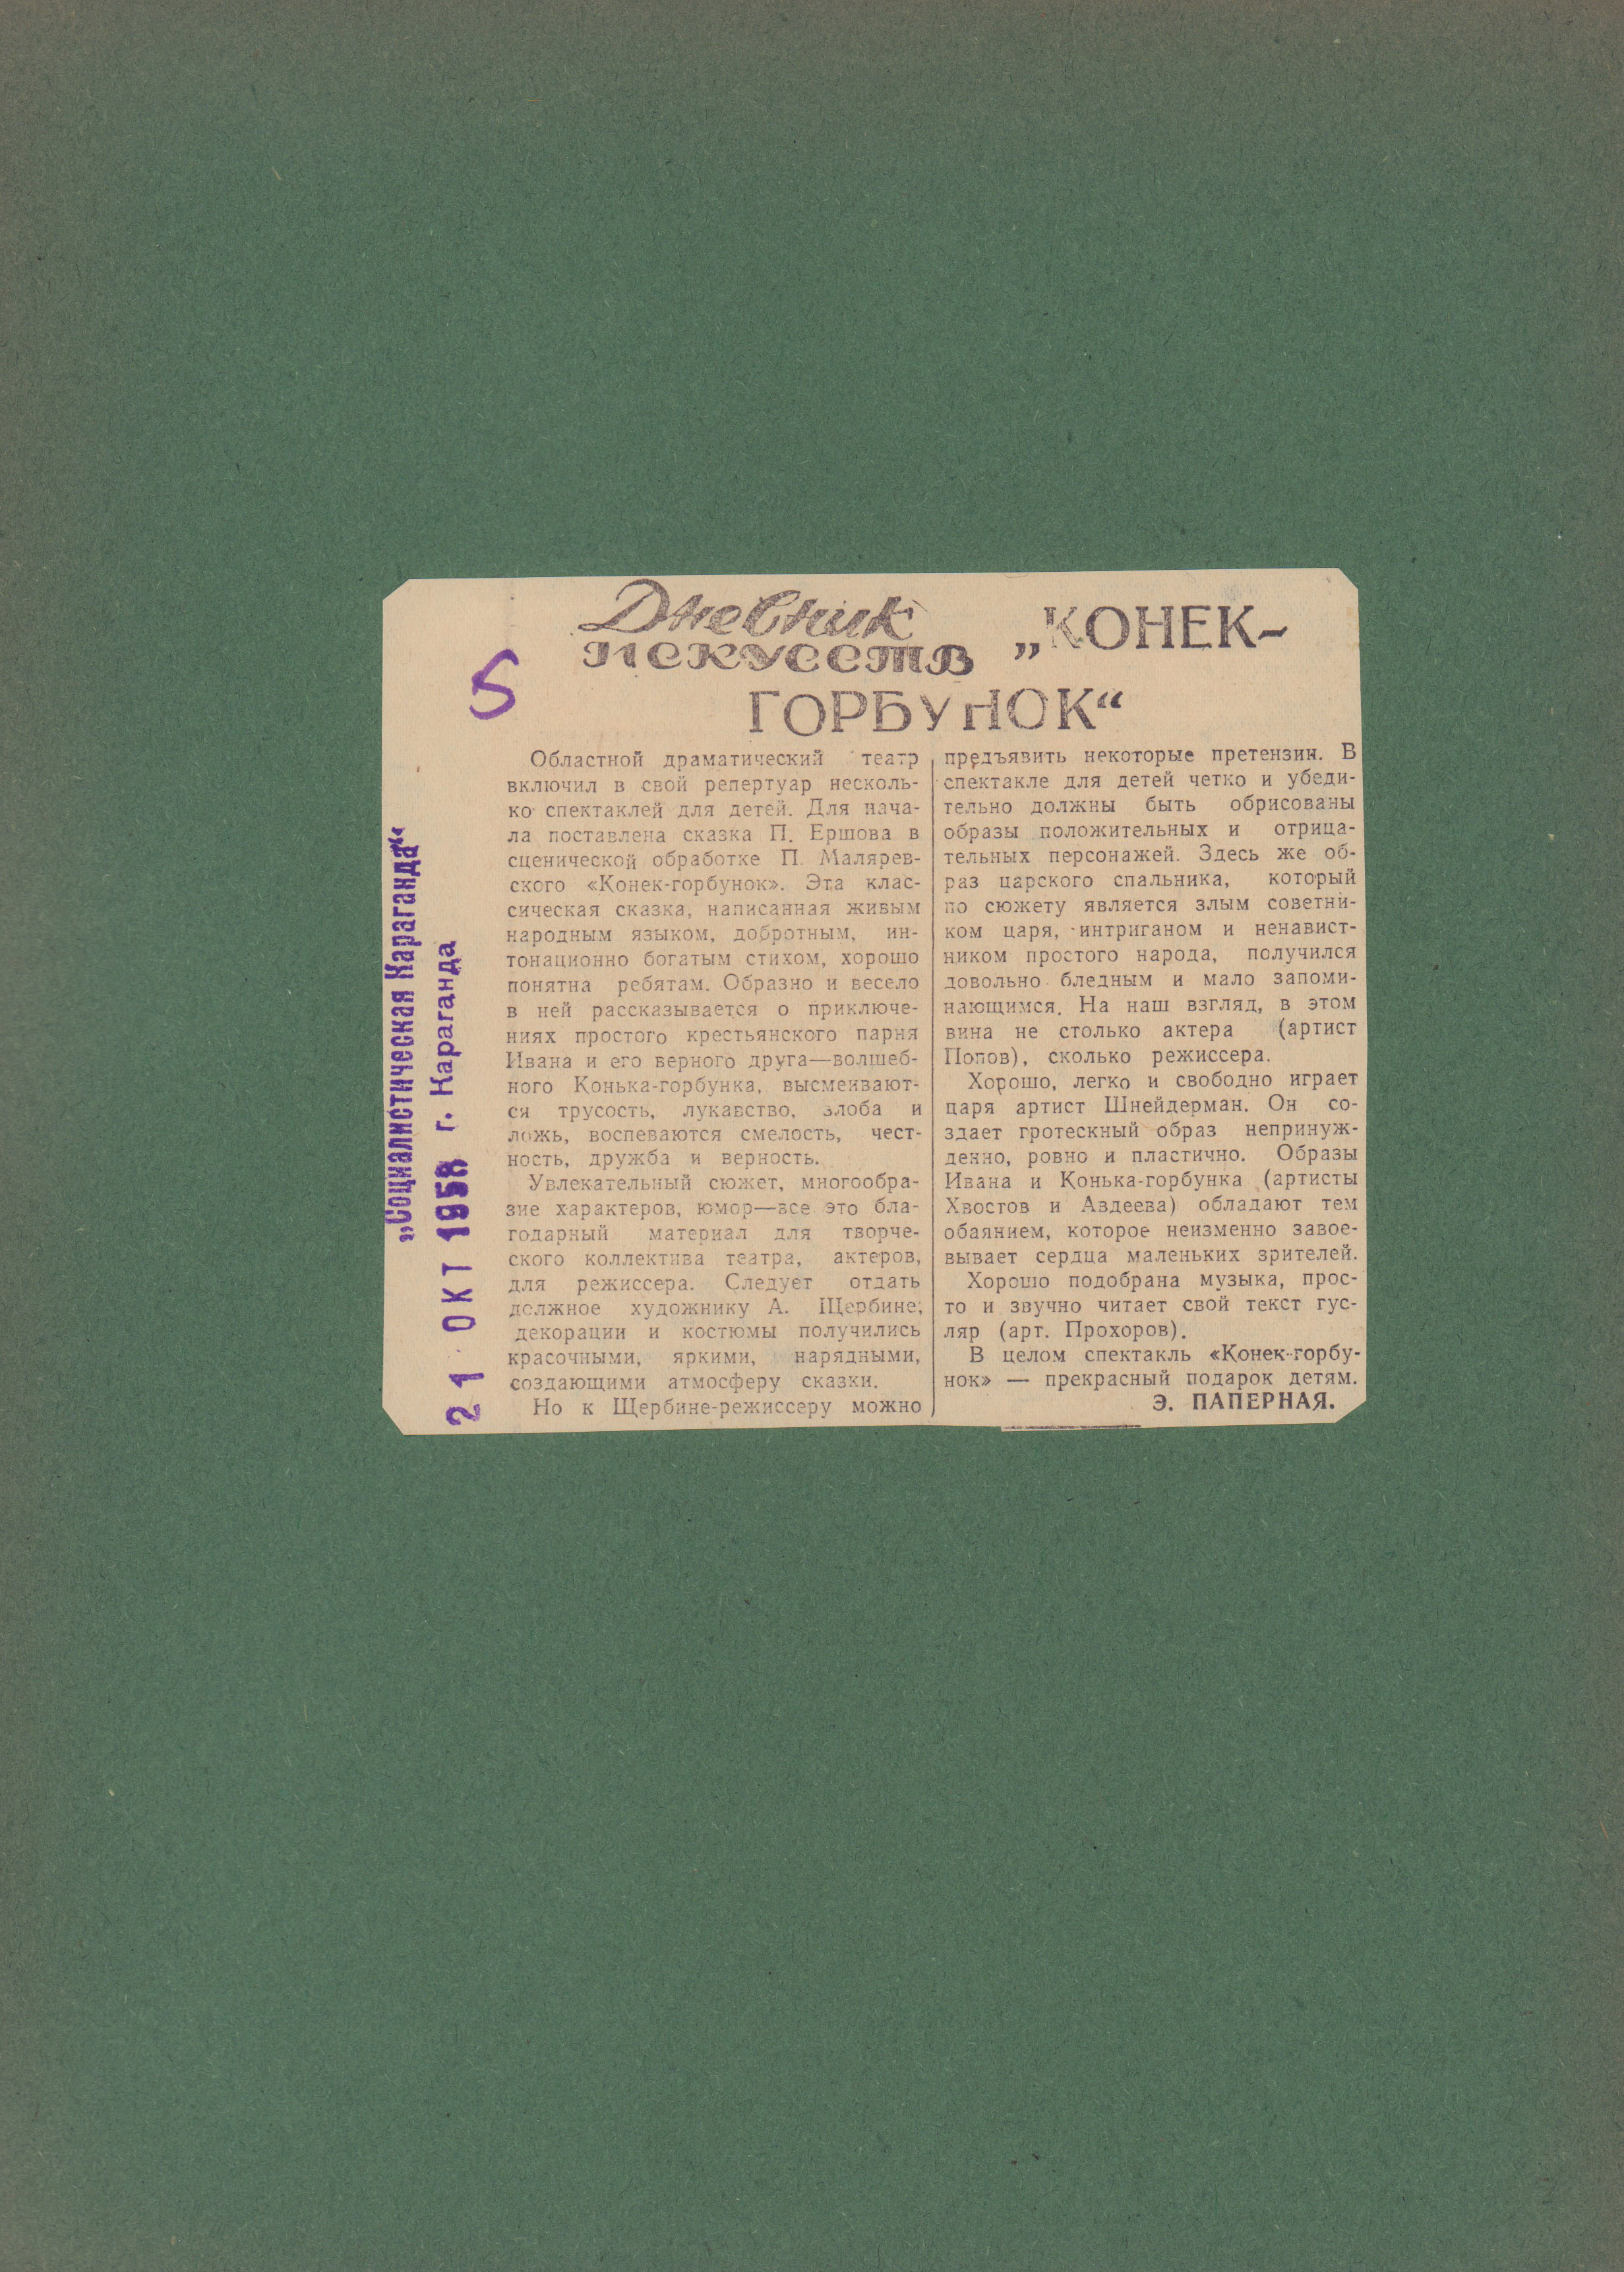 Дневник
искусств
„КОНЕК-
ГОРБУНОК“
5
„Социалистическая Караганда“
г. Караганда
21 ОКТ 1958
Областной драматический театр
включил в свой репертуар несколь-
ко спектаклей для детей. Для нача-
ла поставлена сказка П. Ершова в
сценической обработке П. Малярев-
ского «Конек-горбунок». Эта клас-
сическая сказка, написанная живым
народным языком, добротным, ин-
тонационно богатым стихом, хорошо
понятна ребятам. Образно и весело
в ней рассказывается о приключе-
ниях простого крестьянского парня
Ивана и его верного друга—волшеб-
ного Конька-горбунка, высмеивают-
ся трусость, лукавство, злоба и
ложь, воспеваются смелость, чест-
ность, дружба и верность.
Увлекательный сюжет, многообра-
зие характеров, юмор—все это бла-
годарный материал для творче-
ского коллектива театра, актеров,
для режиссера. Следует отдать
должное художнику А. Щербине;
декорации и костюмы получились
красочными, яркими, нарядными,
создающими атмосферу сказки.
Но к Щербине-режиссеру можно
предъявить некоторые претензии. В
спектакле для детей четко и убеди-
тельно должны быть обрисованы
образы положительных и отрица-
тельных персонажей. Здесь же об-
раз царского спальника, который
по сюжету является злым советни-
ком царя, интриганом и ненавист-
ником простого народа, получился
довольно бледным и мало запоми-
нающимся. На наш взгляд, в этом
вина не столько актера (артист
Попов), сколько режиссера.
Хорошо, легко и свободно играет
царя артист Шнейдерман. Он со-
здает гротескный образ непринуж-
денно, ровно и пластично. Образы
Ивана и Конька-горбунка (артисты
Хвостов и Авдеева) обладают тем
обаянием, которое неизменно завое-
вывает сердца маленьких зрителей.
Хорошо подобрана музыка, прос-
то и звучно читает свой текст гус-
ляр (арт. Прохоров).
В целом спектакль «Конек-горбу-
нок» — прекрасный подарок детям.
Э. ПАПЕРНАЯ.